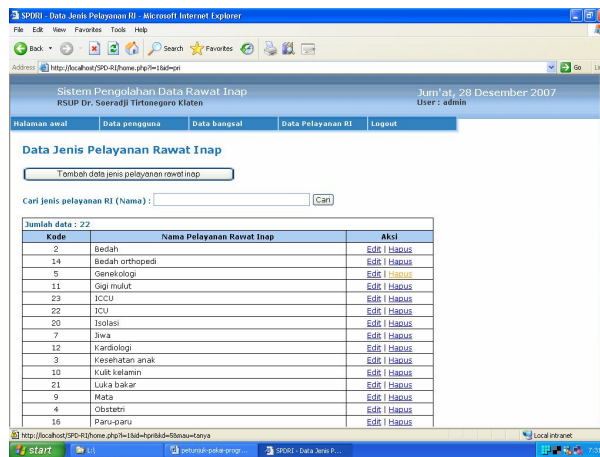 SPDRI - Data Jenis Pelayanan RI - Microsoft Internet Explorer
File Edit View Favorites Tools Help
Back Search Favorites
Address http://localhost/SPD-RI/home.php?l=1&id=pri Go
Sistem Pengolahan Data Rawat Inap Jum'at, 28 Desember 2007
RSUP Dr. Soeradji Tirtonegoro Klaten User : admin
Halaman awal Data pengguna Data bangsal Data Pelayanan RI Logout
Data Jenis Pelayanan Rawat Inap
Tambah data jenis pelayanan rawat inap
Cari jenis pelayanan RI (Nama) : Cari
Jumlah data : 22
Kode Nama Pelayanan Rawat Inap Aksi
2 Bedah Edit | Hapus
14 Bedah orthopedi Edit | Hapus
5 Genekologi Edit | Hapus
11 Gigi mulut Edit | Hapus
23 ICCU Edit | Hapus
22 ICU Edit | Hapus
20 Isolasi Edit | Hapus
7 Jiwa Edit | Hapus
12 Kardiologi Edit | Hapus
3 Kesehatan anak Edit | Hapus
10 Kulit kelamin Edit | Hapus
21 Luka bakar Edit | Hapus
9 Mata Edit | Hapus
4 Obstetri Edit | Hapus
16 Paru-paru Edit | Hapus
http://localhost/SPD-RI/home.php?l=1&id=hpri&kd=5&mau=tanya Local intranet
start L:\ petunjuk-pakai-progr... SPDRI - Data Jenis P...